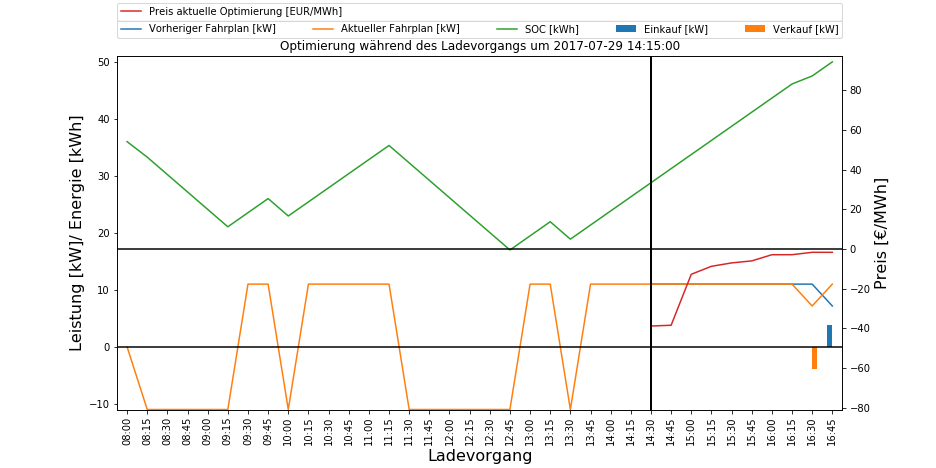 Preis aktuelle Optimierung [EUR/MWh]
Vorheriger Fahrplan [kW] Aktueller Fahrplan [kW] SOC [kWh] Einkauf [kW] Verkauf [kW]
Optimierung während des Ladevorgangs um 2017-07-29 14:15:00
Leistung [kW]/ Energie [kWh]
50
40
30
20
10
0
−10
80
60
40
20
0
−20
−40
−60
−80
Preis [€/MWh]
08:00 08:15 08:30 08:45 09:00 09:15 09:30 09:45 10:00 10:15 10:30 10:45 11:00 11:15 11:30 11:45 12:00 12:15 12:30 12:45 13:00 13:15 13:30 13:45 14:00 14:15 14:30 14:45 15:00 15:15 15:30 15:45 16:00 16:15 16:30 16:45
Ladevorgang